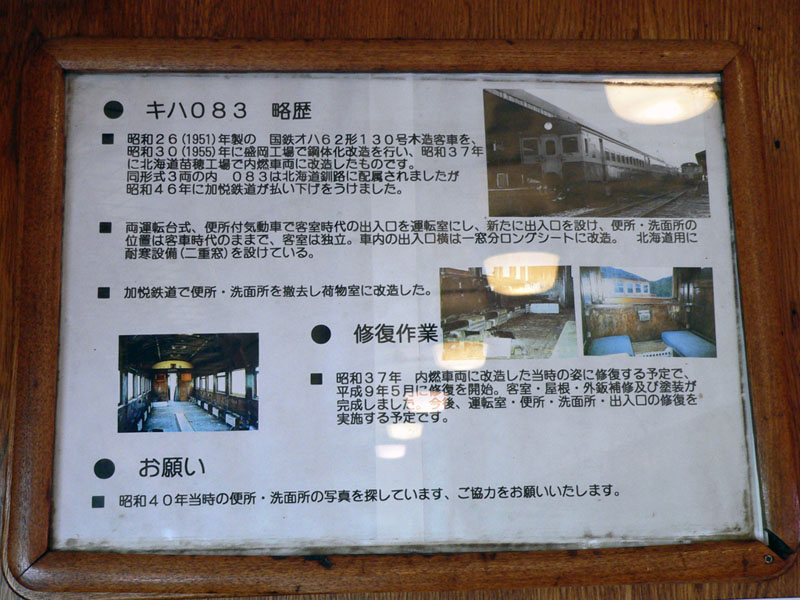 ● キハ０８３　略歴
■ 昭和２６(1951)年製の　国鉄オハ６２形１３０号木造客車を、
昭和３０(1955)年に盛岡工場で鋼体化改造を行い、昭和３７年
に北海道苗穂工場で内燃車両に改造したものです。
同形式３両の内　０８３は北海道釧路に配属されましたが
昭和４６年に加悦鉄道が払い下げをうけました。
■ 両運転台式、便所付気動車で客室時代の出入口を運転室にし、新たに出入口を設け、便所・洗面所の
位置は客車時代のままで、客室は独立。車内の出入口横は一窓分ロングシートに改造。　北海道用に
耐寒設備(二重窓)を設けている。
■ 加悦鉄道で便所・洗面所を撤去し荷物室に改造した。
● 修復作業
■ 昭和３７年　内燃車両に改造した当時の姿に修復する予定で、
平成９年５月に修復を開始。客室・屋根・外鈑補修及び塗装が
完成しました　今後、運転室・便所・洗面所・出入口の修復を
実施する予定です。
● お願い
■ 昭和４０年当時の便所・洗面所の写真を探しています、ご協力をお願いいたします。